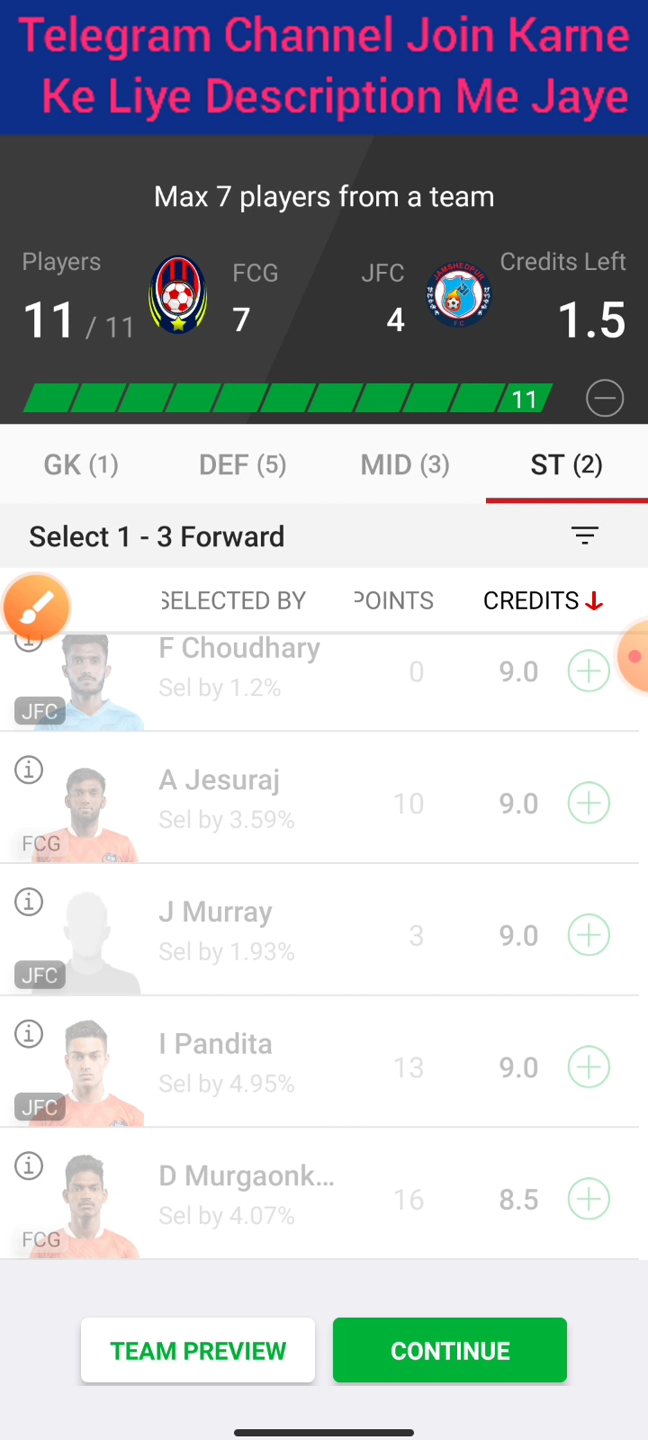 Telegram Channel Join Karne
Ke Liye Description Me Jaye
Max 7 players from a team
Players
FCG
JFC
Credits Left
11 / 11
7
4
1.5
JAMSHEDPUR
FC
11
GK (1)
DEF (5)
MID (3)
ST (2)
Select 1 - 3 Forward
SELECTED BY
POINTS
CREDITS
F Choudhary
Sel by 1.2%
0
9.0
JFC
A Jesuraj
Sel by 3.59%
10
9.0
FCG
J Murray
Sel by 1.93%
3
9.0
JFC
I Pandita
Sel by 4.95%
13
9.0
JFC
D Murgaonk...
Sel by 4.07%
16
8.5
FCG
TEAM PREVIEW
CONTINUE